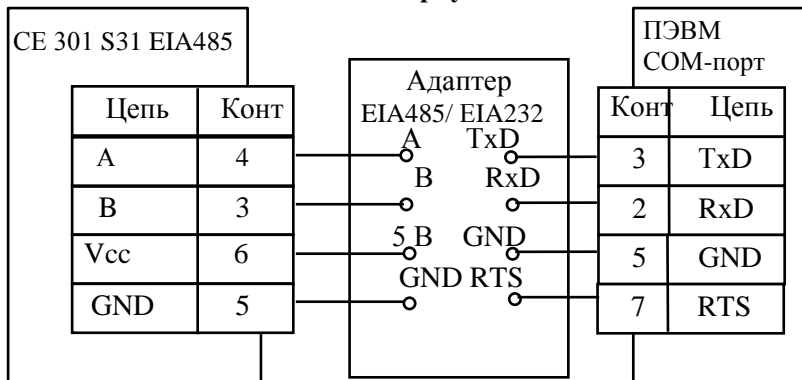 CE 301 S31 EIA485
Цепь Конт
A 4
B 3
Vcc 6
GND 5
Адаптер
EIA485/ EIA232
A TxD
B RxD
5 В GND
GND RTS
ПЭВМ
COM-порт
Конт Цепь
3 TxD
2 RxD
5 GND
7 RTS